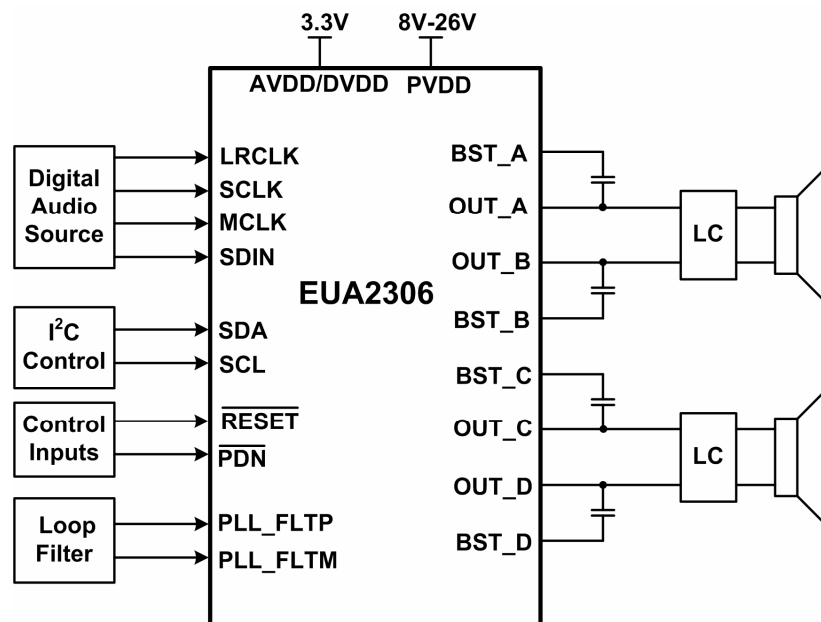 3.3V
8V-26V
AVDD/DVDD
PVDD
Digital
Audio
Source
LRCLK
SCLK
MCLK
SDIN
I²C
Control
SDA
SCL
Control
Inputs
RESET
PDN
Loop
Filter
PLL_FLTP
PLL_FLTM
EUA2306
BST_A
OUT_A
OUT_B
BST_B
LC
BST_C
OUT_C
OUT_D
BST_D
LC